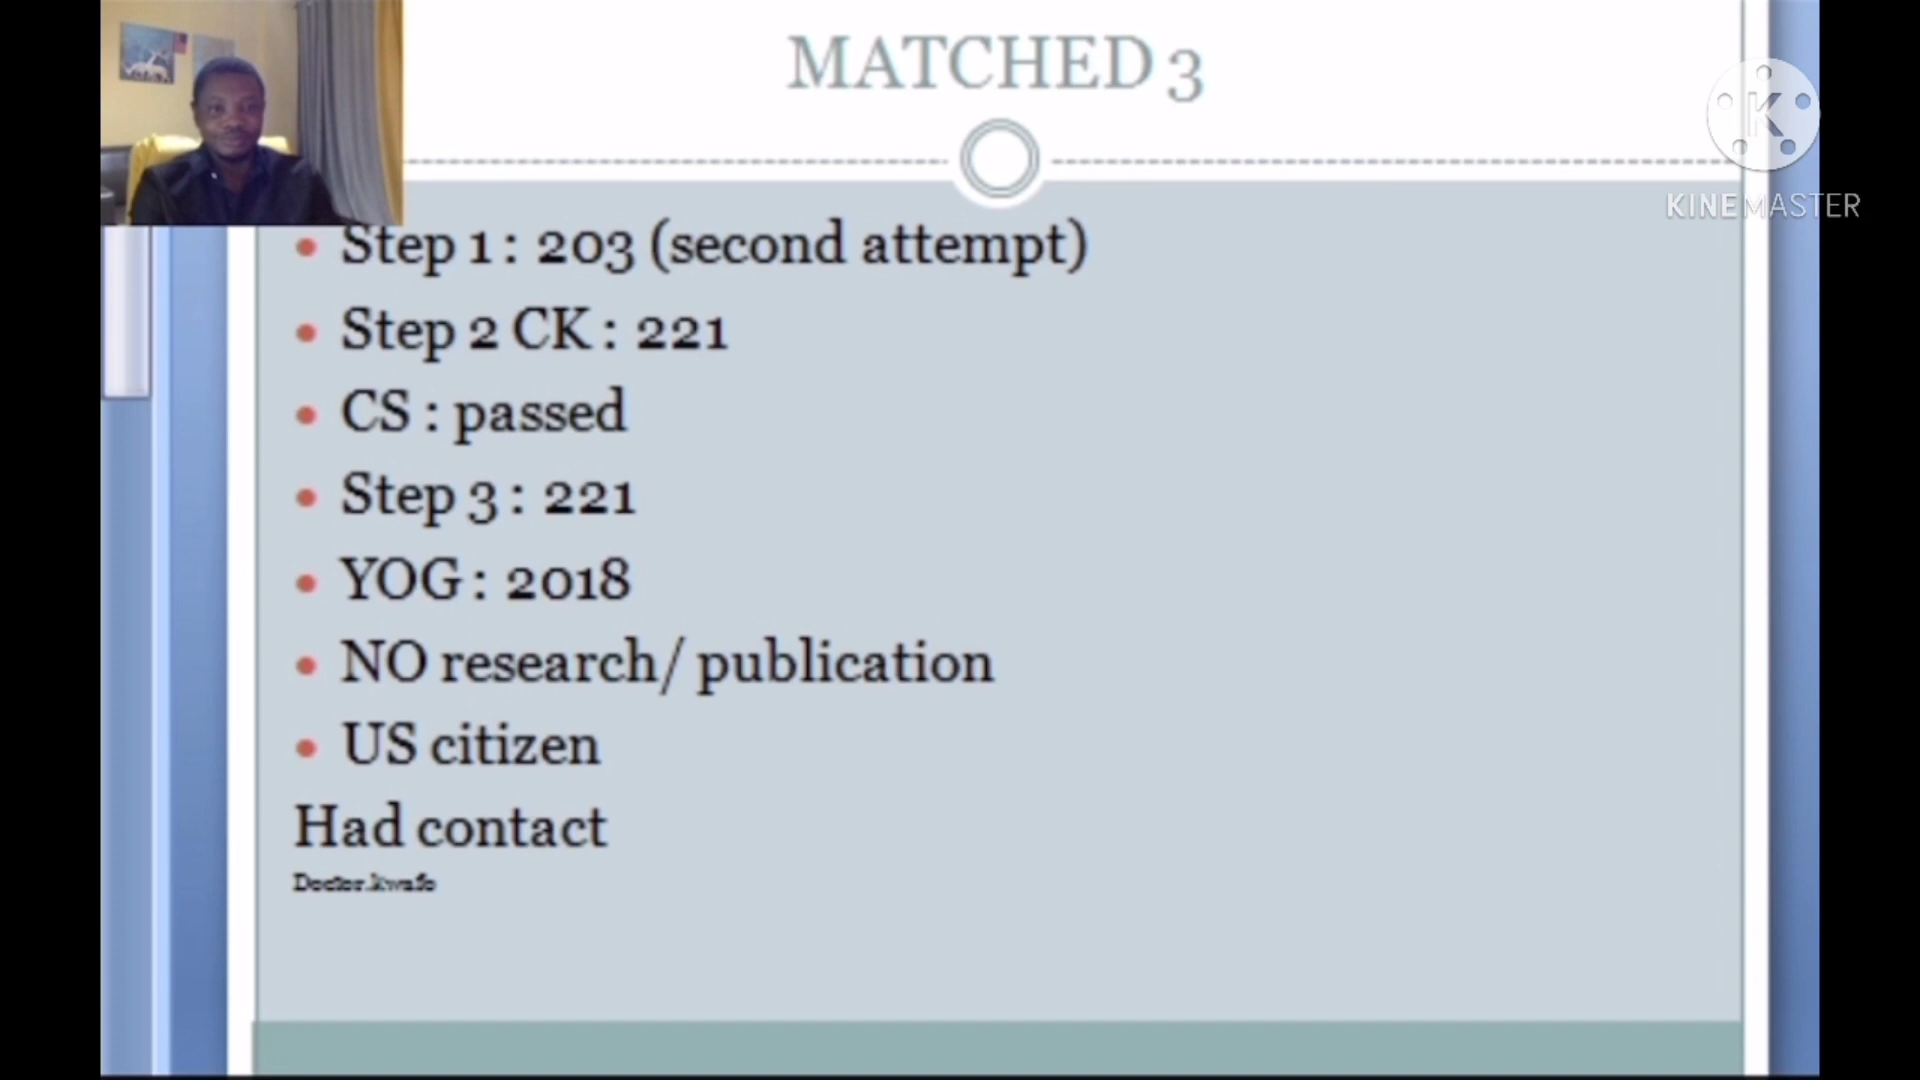 MATCHED 3
K
KINEMASTER
Step 1 : 203 (second attempt)
Step 2 CK : 221
CS : passed
Step 3 : 221
YOG : 2018
NO research/ publication
US citizen
Had contact
Doctor.kwafo